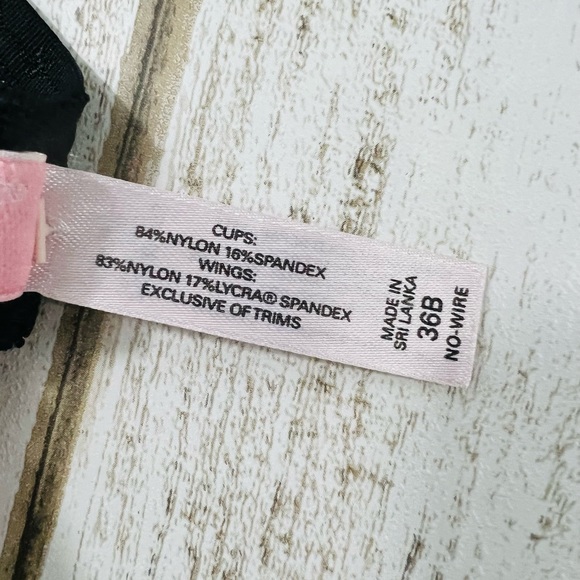 CUPS:
84%NYLON 16%SPANDEX
WINGS:
83%NYLON 17%LYCRA® SPANDEX
EXCLUSIVE OF TRIMS
MADE IN
SRI LANKA
36B
NO-WIRE